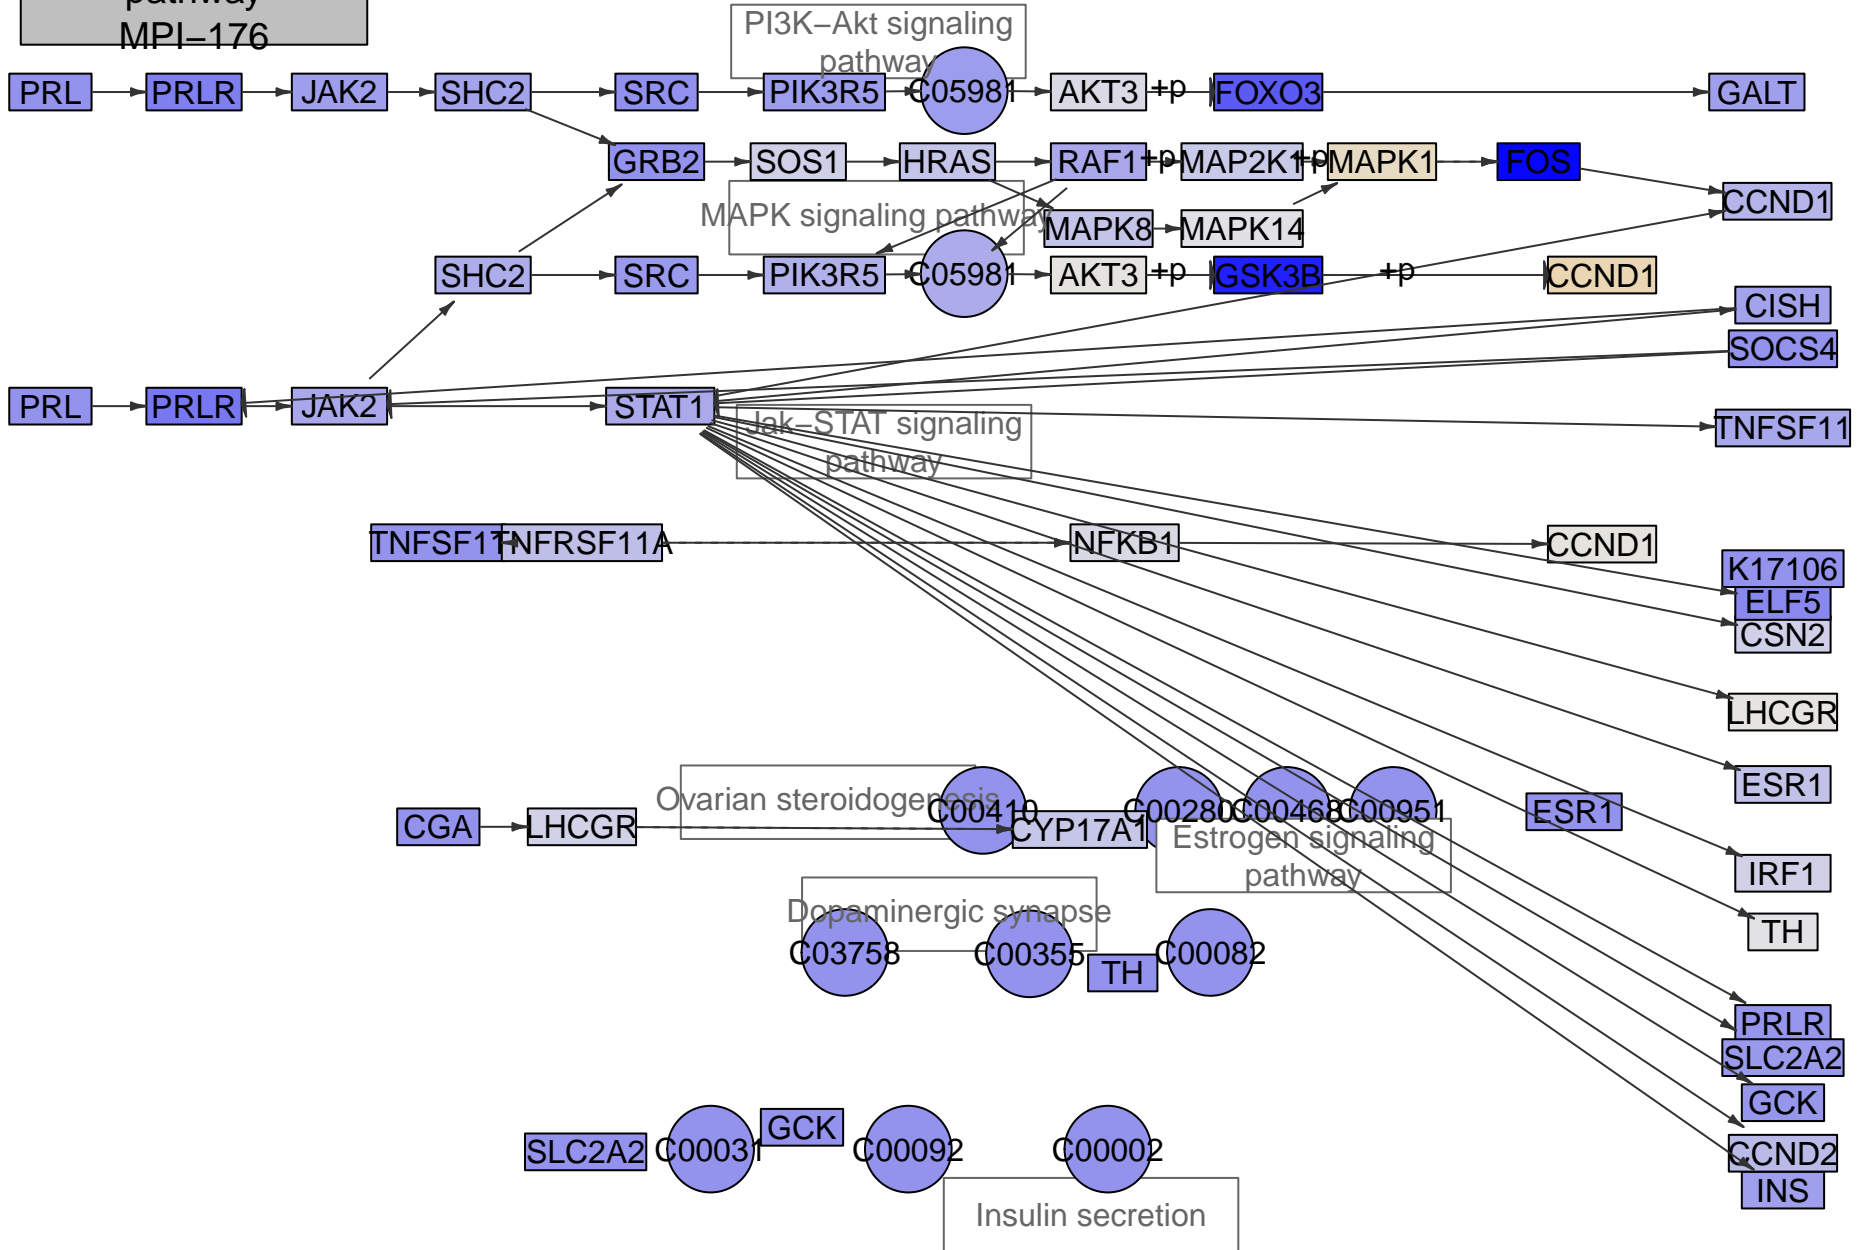 pathway
MPI−176
PI3K−Akt signaling
pathway
PRL
PRLR
JAK2
SHC2
SRC
PIK3R5
C05981
AKT3
+p
FOXO3
GALT
GRB2
SOS1
HRAS
RAF1
+p
MAP2K1
+p
MAPK1
FOS
CCND1
MAPK signaling pathway
MAPK8
MAPK14
SHC2
SRC
PIK3R5
C05981
AKT3
+p
GSK3B
+p
CCND1
CISH
SOCS4
PRL
PRLR
JAK2
STAT1
Jak−STAT signaling
pathway
TNFSF11
TNFSF11
TNFRSF11A
NFKB1
CCND1
K17106
ELF5
CSN2
LHCGR
ESR1
Ovarian steroidogenesis
C00410
C00280
C00468
C00951
ESR1
CGA
LHCGR
CYP17A1
Estrogen signaling
pathway
IRF1
Dopaminergic synapse
TH
C03758
C00355
TH
C00082
PRLR
SLC2A2
GCK
SLC2A2
C00031
GCK
C00092
C00002
CCND2
INS
Insulin secretion